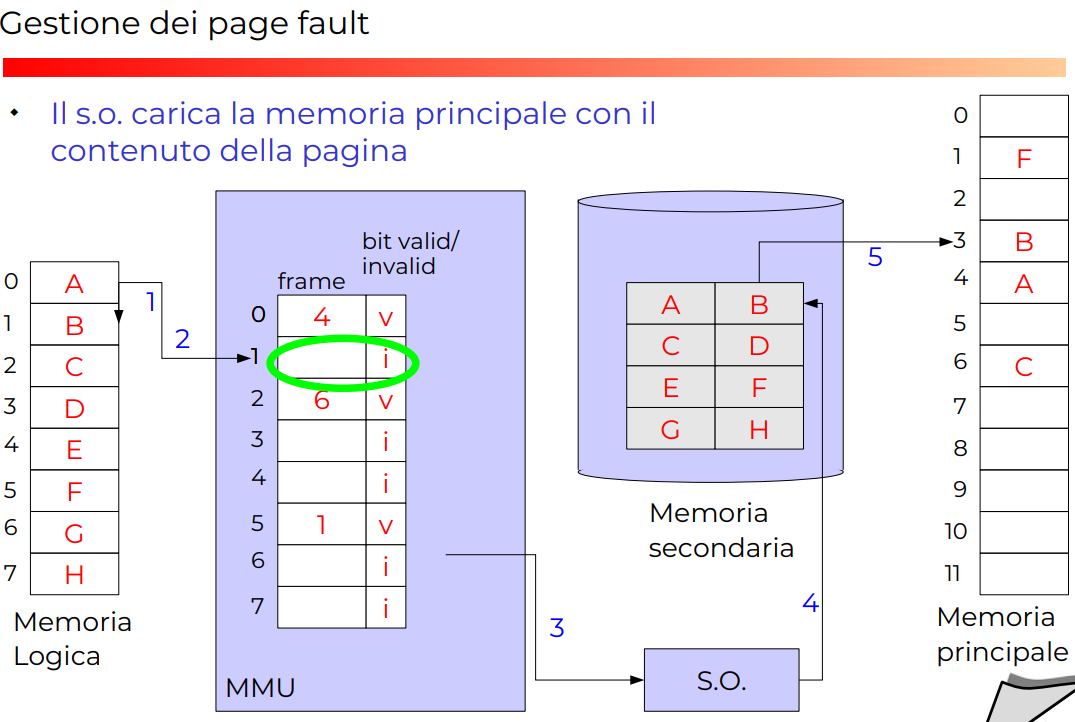 Gestione dei page fault
Il s.o. carica la memoria principale con il
contenuto della pagina
0 A
1 B
2 C
3 D
4 E
5 F
6 G
7 H
Memoria
Logica
1
2
bit valid/
invalid
frame
0 4 v
1 i
2 6 v
3 i
4 i
5 1 v
6 i
7 i
MMU
3
S.O.
4
A B
C D
E F
G H
Memoria
secondaria
5
0
1 F
2
3 B
4 A
5
6 C
7
8
9
10
11
Memoria
principale